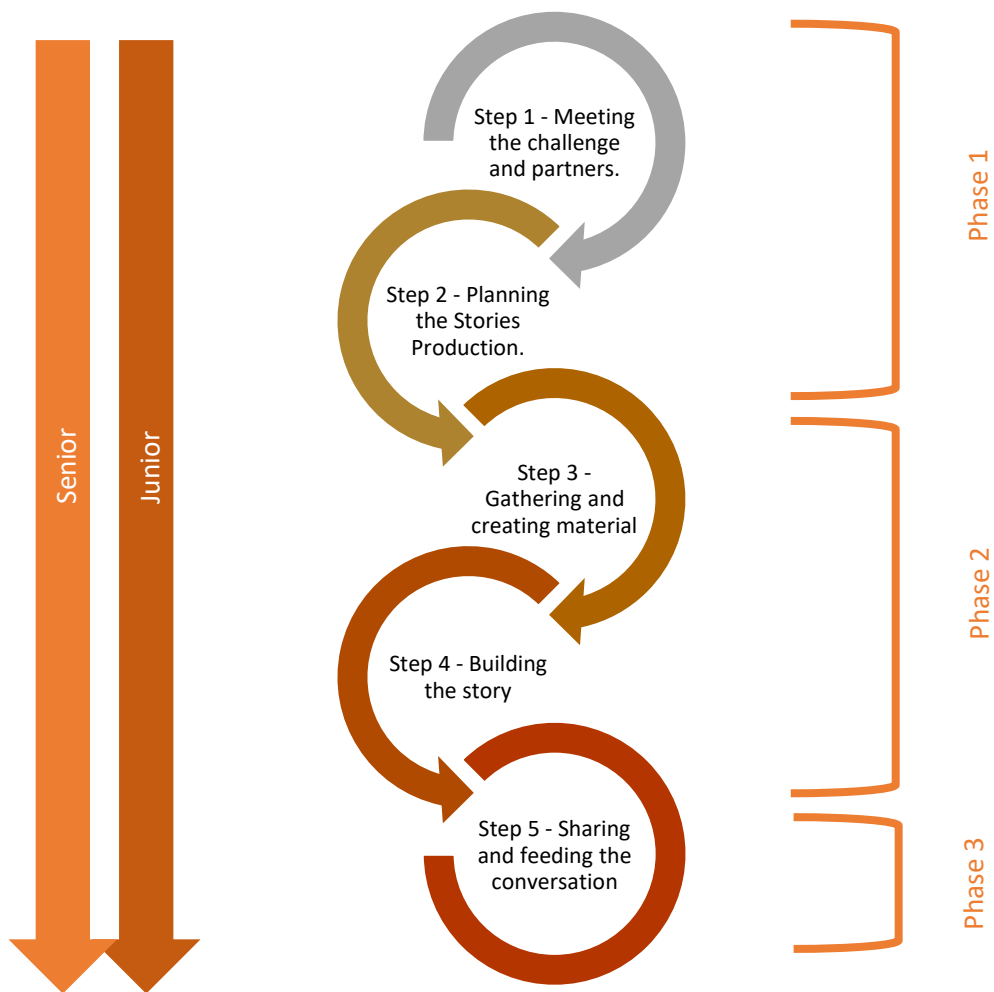 Senior
Junior
Step 1 - Meeting
the challenge
and partners.
Step 2 - Planning
the Stories
Production.
Step 3 -
Gathering and
creating material
Step 4 - Building
the story
Step 5 - Sharing
and feeding the
conversation
Phase 1
Phase 2
Phase 3